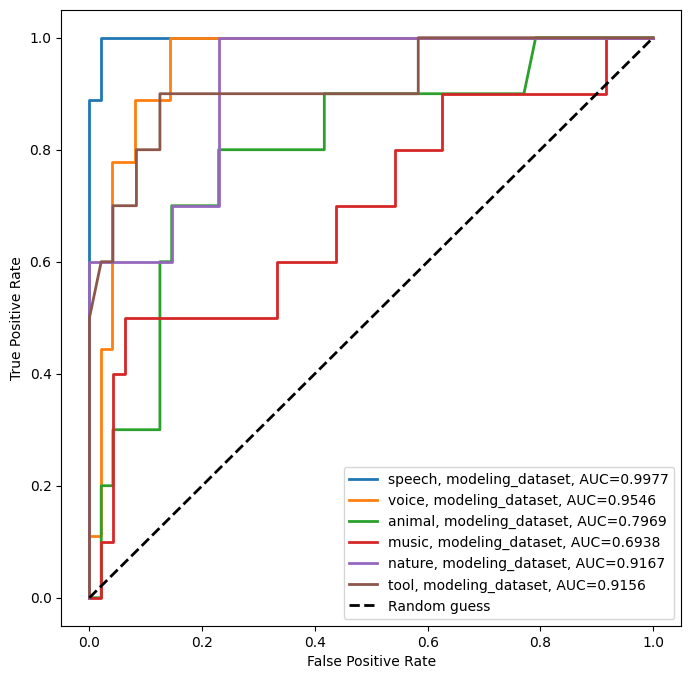 1.0
0.8
0.6
0.4
0.2
0.0
True Positive Rate
speech, modeling_dataset, AUC=0.9977
voice, modeling_dataset, AUC=0.9546
animal, modeling_dataset, AUC=0.7969
music, modeling_dataset, AUC=0.6938
nature, modeling_dataset, AUC=0.9167
tool, modeling_dataset, AUC=0.9156
Random guess
0.0 0.2 0.4 0.6 0.8 1.0
False Positive Rate